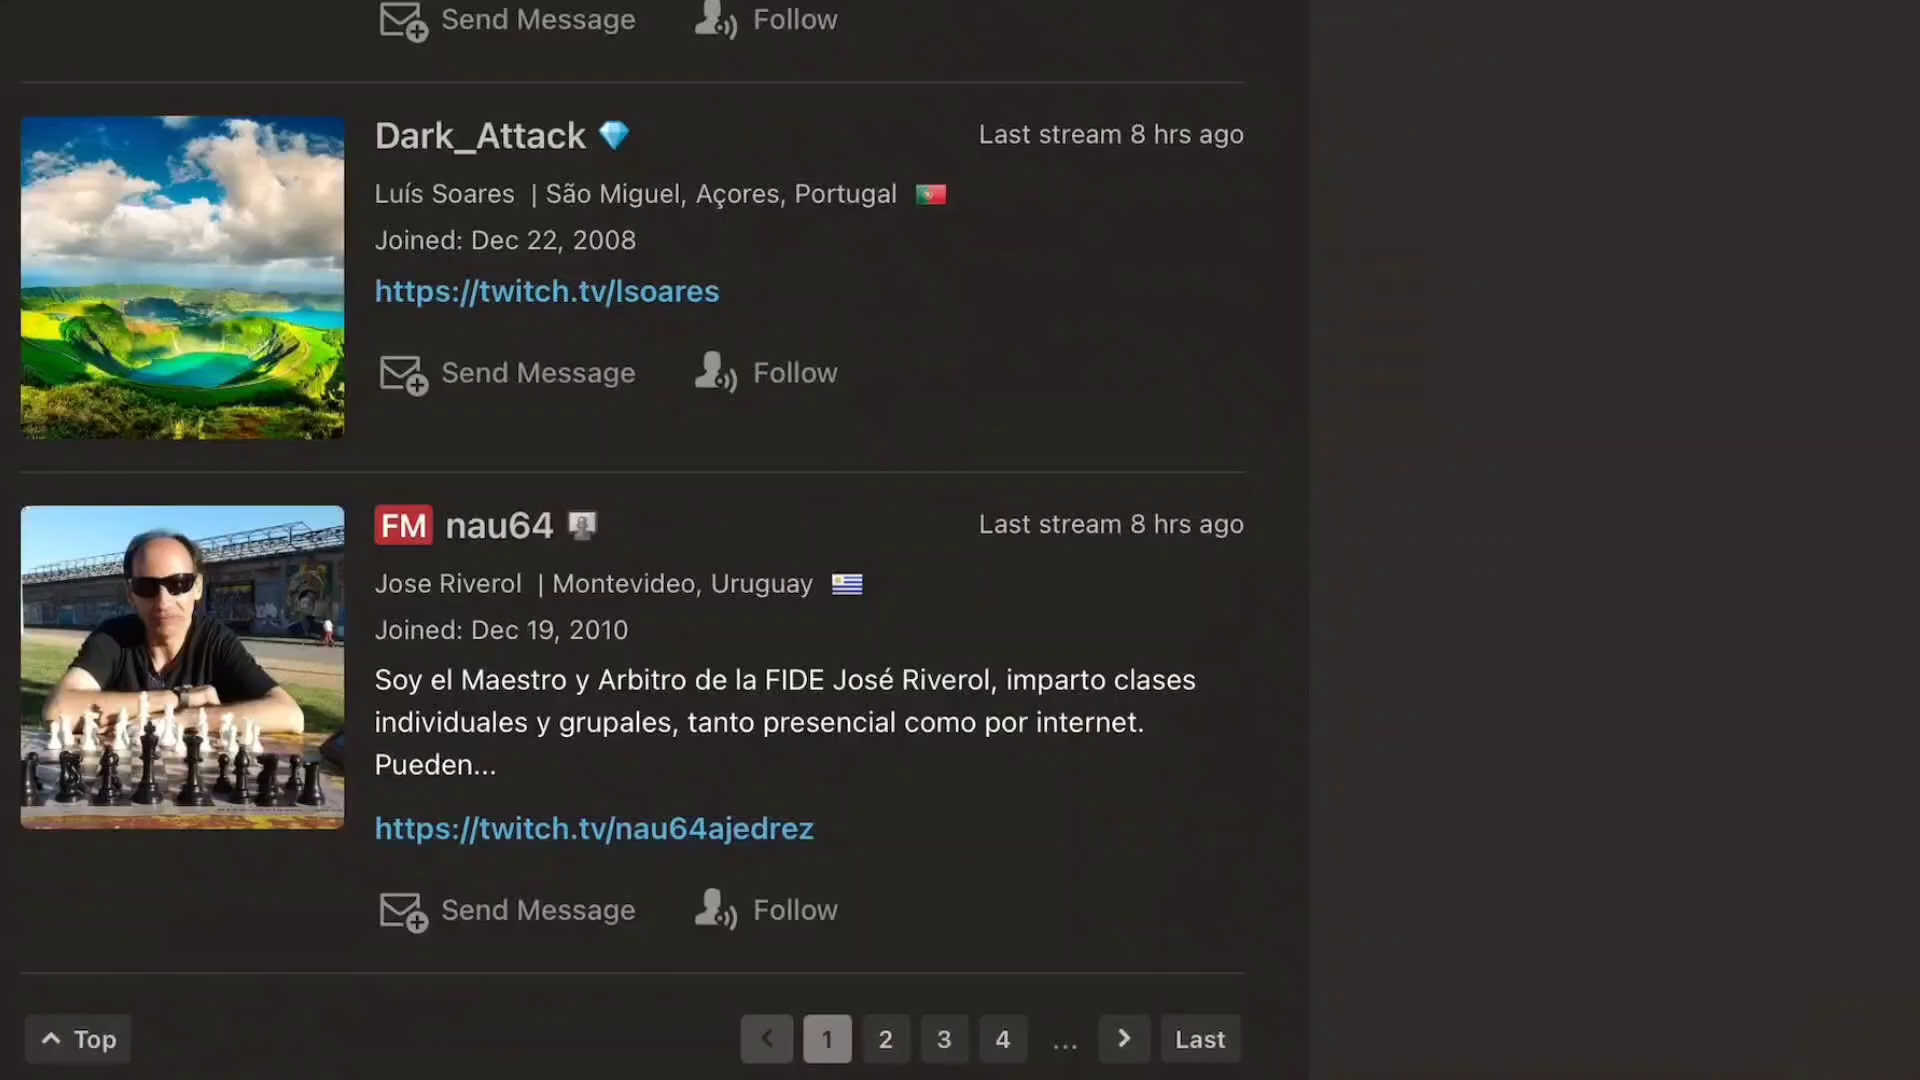 Send Message Follow
Dark_Attack Last stream 8 hrs ago
Luís Soares | São Miguel, Açores, Portugal
Joined: Dec 22, 2008
https://twitch.tv/lsoares
Send Message Follow
FM nau64 Last stream 8 hrs ago
Jose Riverol | Montevideo, Uruguay
Joined: Dec 19, 2010
Soy el Maestro y Arbitro de la FIDE José Riverol, imparto clases
individuales y grupales, tanto presencial como por internet.
Pueden...
https://twitch.tv/nau64ajedrez
Send Message Follow
Top 1 2 3 4 ... Last